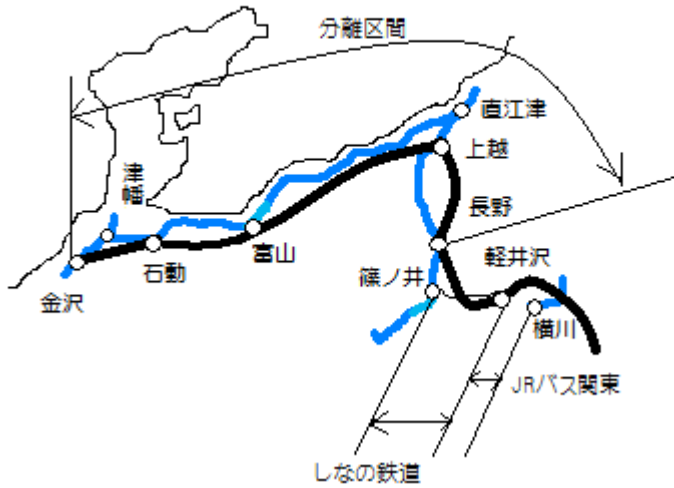 分離区間
直江津
上越
津幡
長野
富山
石動
軽井沢
金沢
篠ノ井
横川
JRバス関東
しなの鉄道